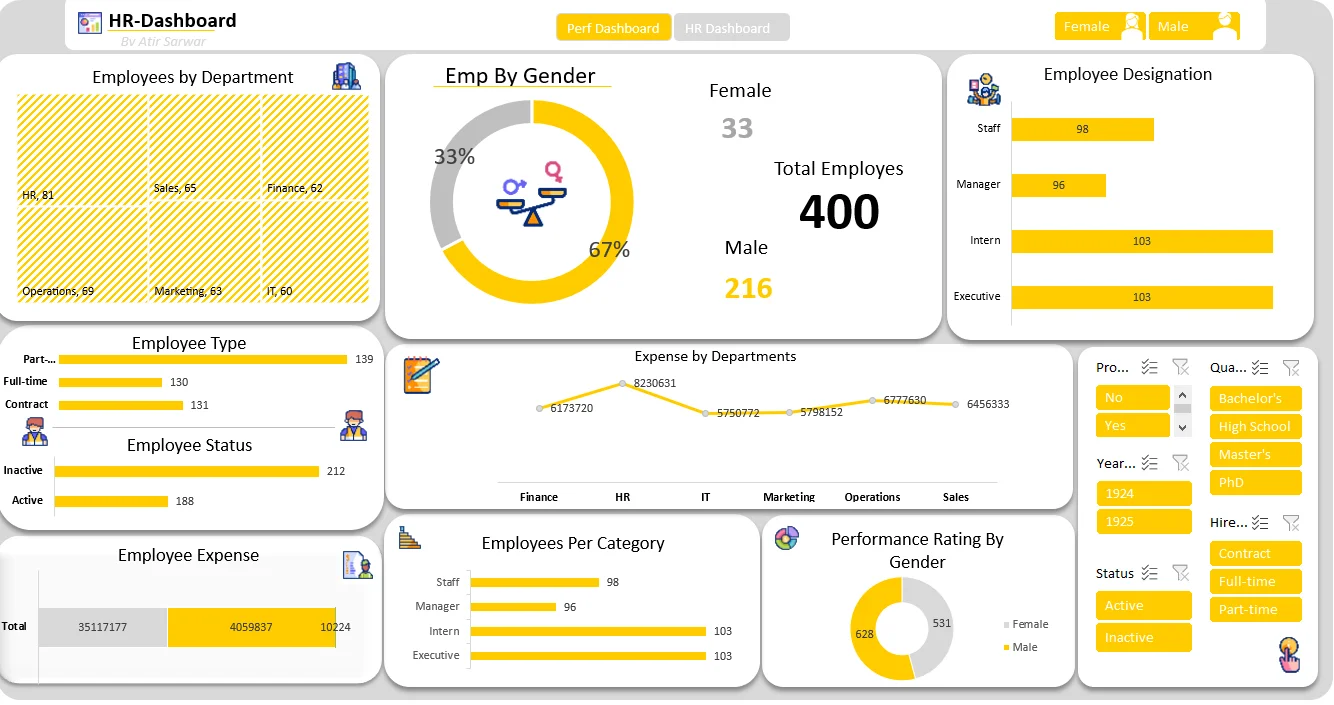 HR-Dashboard
By Atir Sarwar
Perf Dashboard
HR Dashboard
Female
Male
Employees by Department
HR, 81
Sales, 65
Finance, 62
Operations, 69
Marketing, 63
IT, 60
Emp By Gender
33%
67%
Female
33
Total Employes
400
Male
216
Employee Designation
Staff
98
Manager
96
Intern
103
Executive
103
Employee Type
Part-...
139
Full-time
130
Contract
131
Employee Status
Inactive
212
Active
188
Expense by Departments
6173720
8230631
5750772
5798152
6777630
6456333
Finance
HR
IT
Marketing
Operations
Sales
Employee Expense
Total
35117177
4059837
10224
Employees Per Category
Staff
98
Manager
96
Intern
103
Executive
103
Performance Rating By
Gender
628
531
Female
Male
Pro...
No
Yes
Year...
1924
1925
Status
Active
Inactive
Qua...
Bachelor's
High School
Master's
PhD
Hire...
Contract
Full-time
Part-time